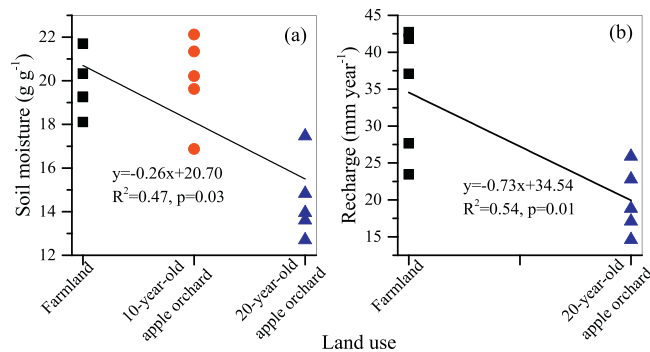 (a)
22
20
18
16
14
12
Soil moisture (g g⁻¹)
y=-0.26x+20.70
R²=0.47, p=0.03
Farmland
10-year-old
apple orchard
20-year-old
apple orchard
(b)
45
40
35
30
25
20
15
Recharge (mm year⁻¹)
y=-0.73x+34.54
R²=0.54, p=0.01
Farmland
20-year-old
apple orchard
Land use